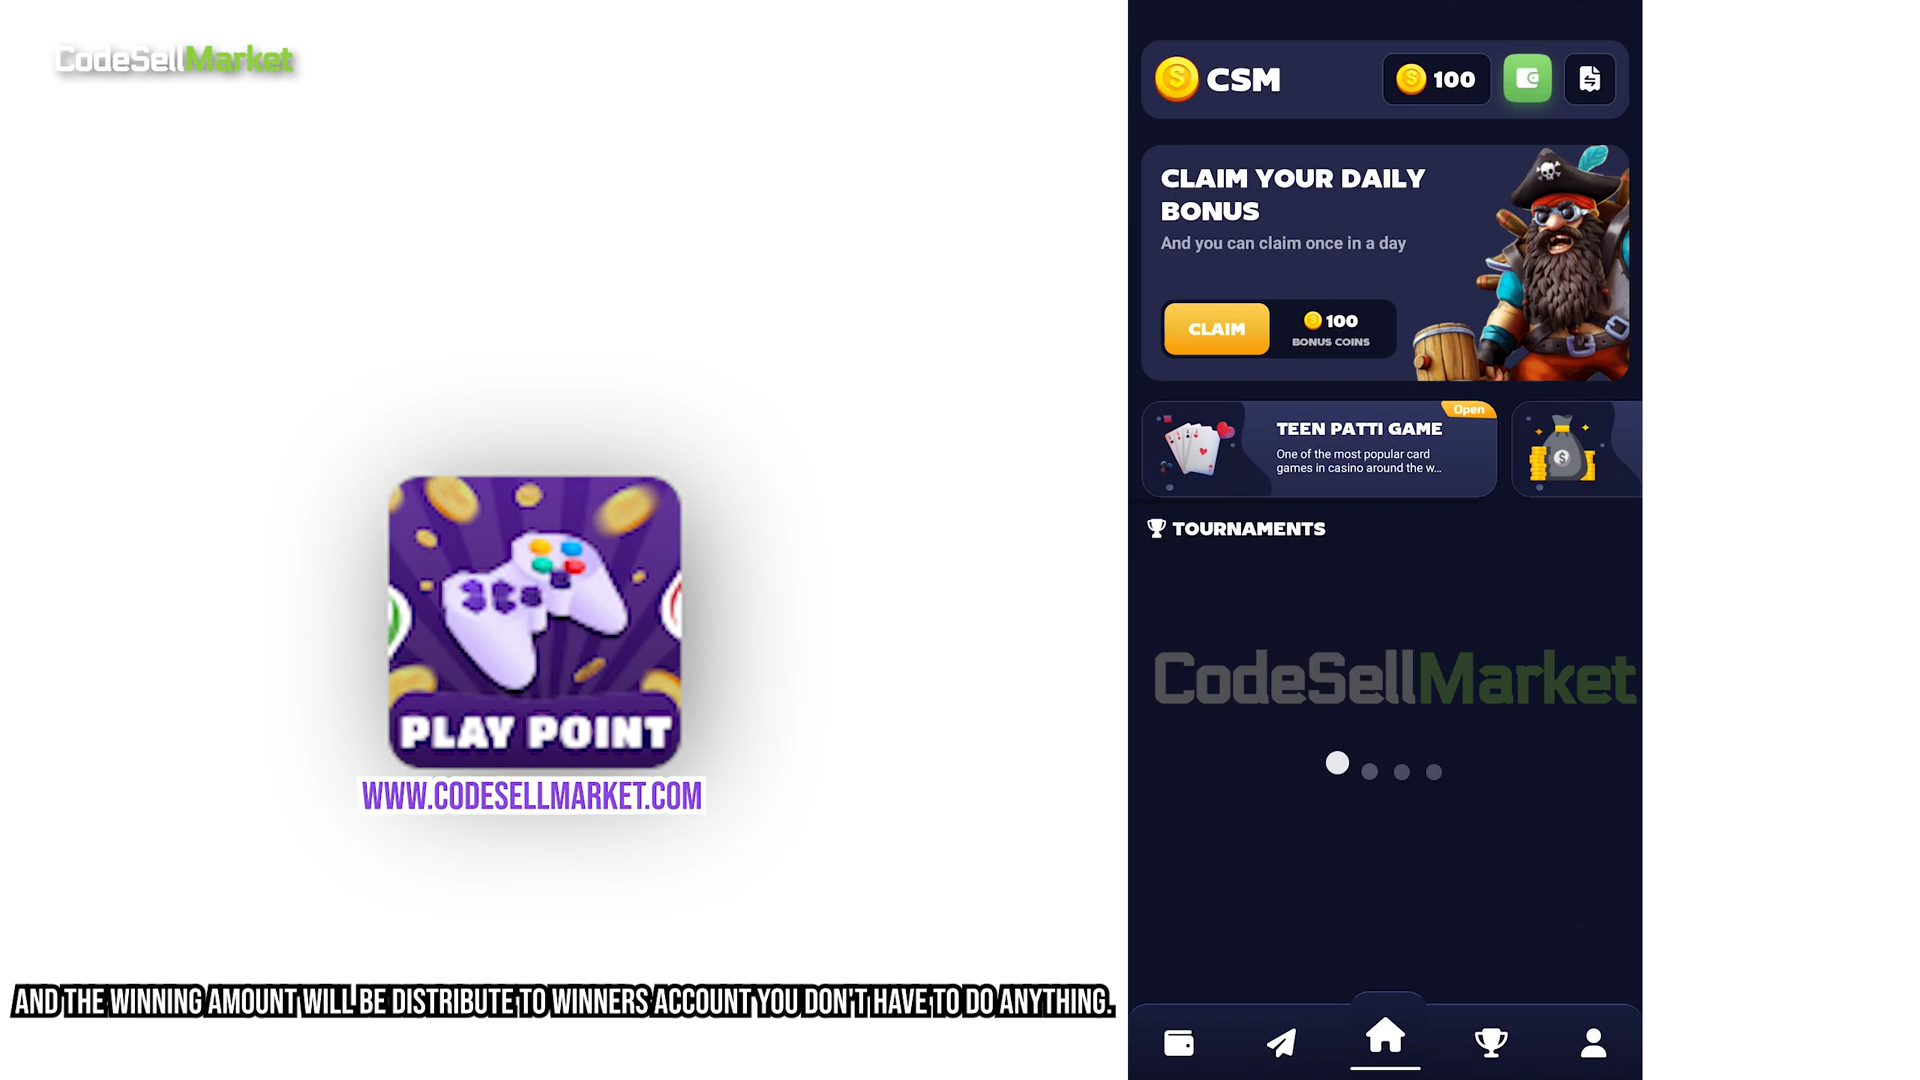 CodeSellMarket
PLAY POINT
WWW.CODESELLMARKET.COM
AND THE WINNING AMOUNT WILL BE DISTRIBUTE TO WINNERS ACCOUNT YOU DON'T HAVE TO DO ANYTHING.
CSM
100
CLAIM YOUR DAILY
BONUS
And you can claim once in a day
CLAIM
100
BONUS COINS
Open
TEEN PATTI GAME
One of the most popular card
games in casino around the w...
TOURNAMENTS
CodeSellMarket